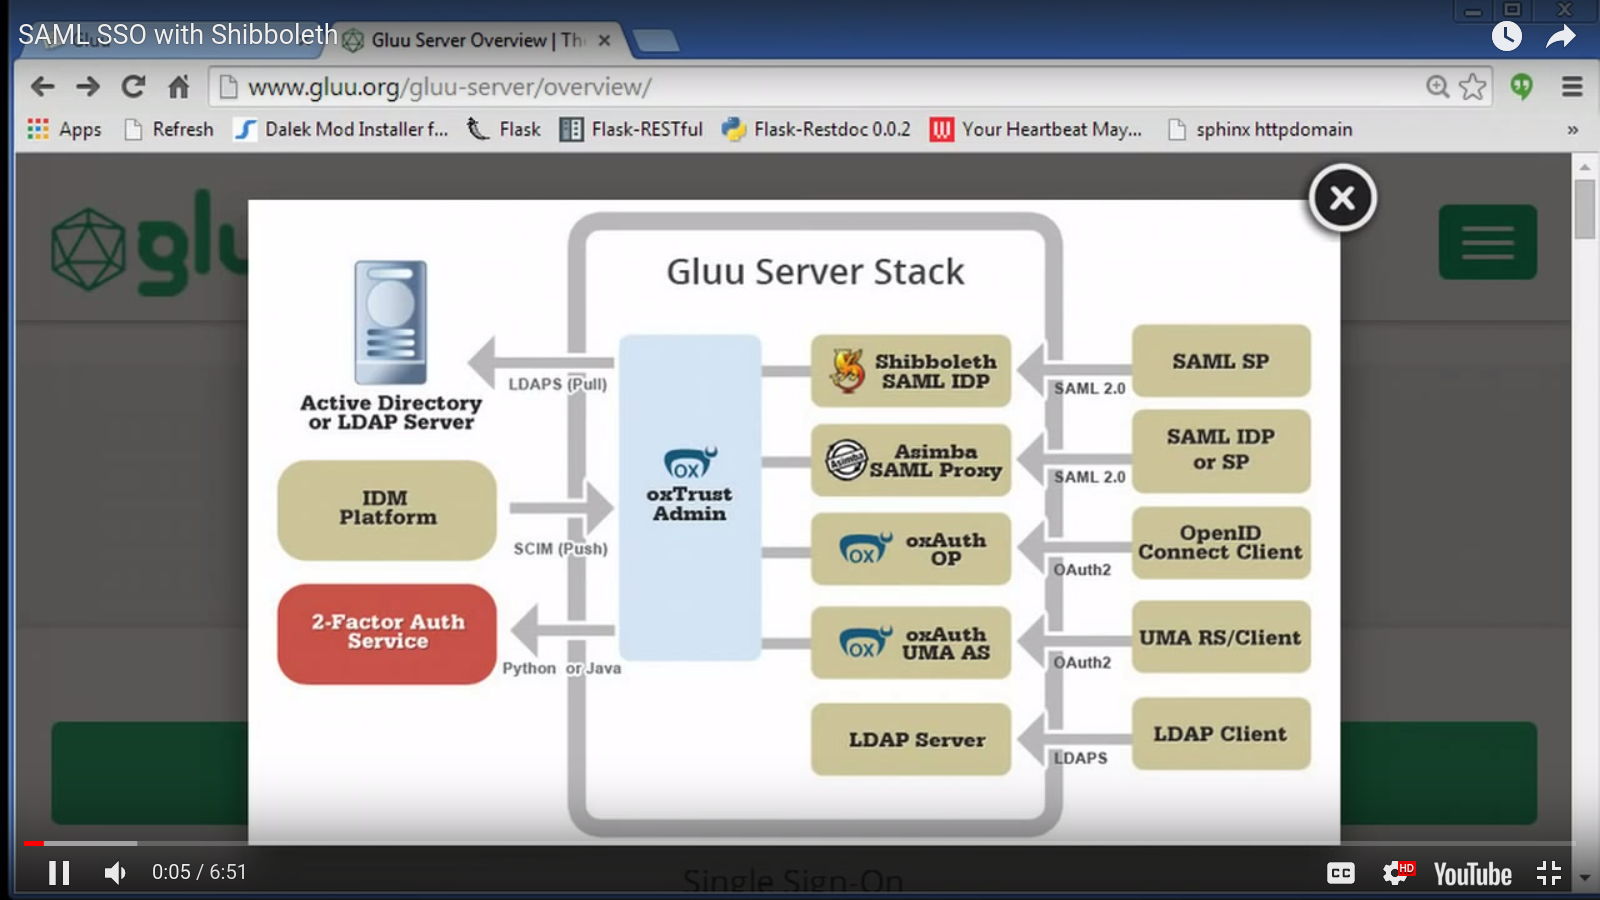 SAML SSO with Shibboleth
Gluu Server Overview | Th
www.gluu.org/gluu-server/overview/
Apps Refresh Dalek Mod Installer f... Flask Flask-RESTful Flask-Restdoc 0.0.2 Your Heartbeat May... sphinx httpdomain »
glu
Gluu Server Stack
Active Directory
or LDAP Server
LDAPS (Pull)
IDM
Platform
SCIM (Push)
2-Factor Auth
Service
Python or Java
OX
oxTrust
Admin
Shibboleth
SAML IDP
SAML 2.0
SAML SP
Asimba
Asimba
SAML Proxy
SAML 2.0
SAML IDP
or SP
OX
oxAuth
OP
OAuth2
OpenID
Connect Client
OX
oxAuth
UMA AS
OAuth2
UMA RS/Client
LDAP Server
LDAPS
LDAP Client
Single Sign-On
0:05 / 6:51
CC
HD
YouTube